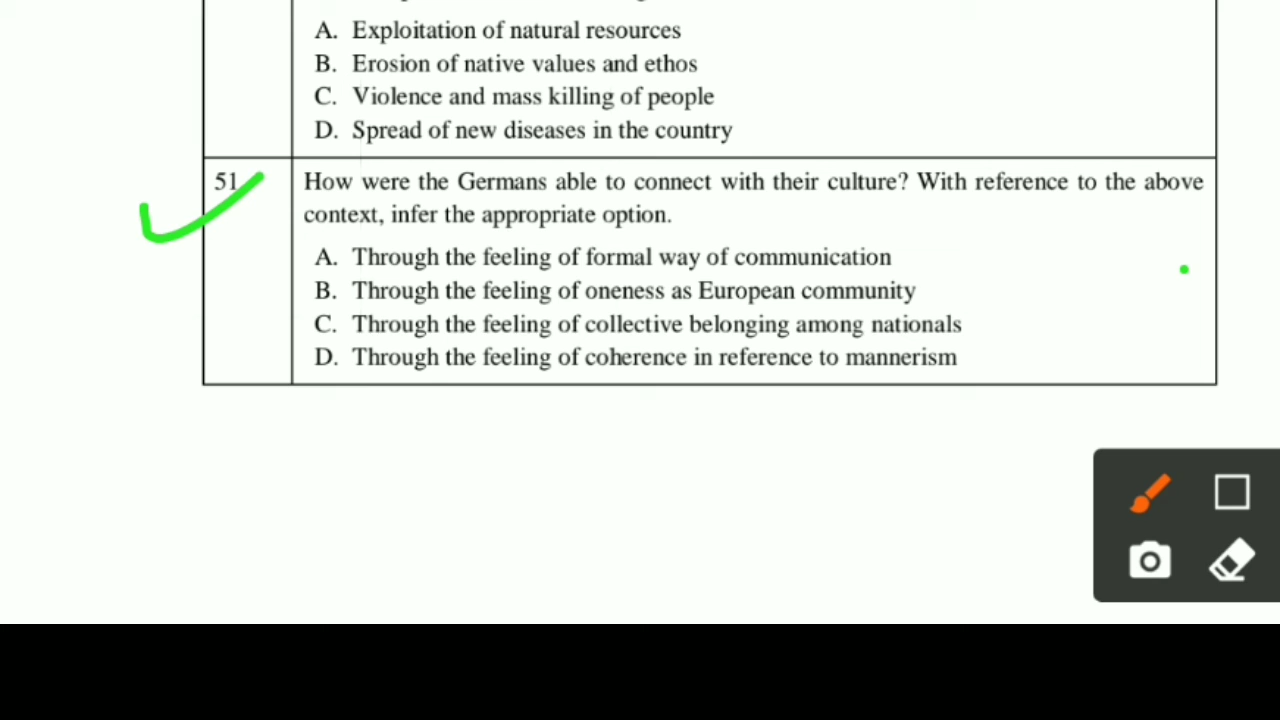 A. Exploitation of natural resources
B. Erosion of native values and ethos
C. Violence and mass killing of people
D. Spread of new diseases in the country
51 How were the Germans able to connect with their culture? With reference to the above
context, infer the appropriate option.
A. Through the feeling of formal way of communication
B. Through the feeling of oneness as European community
C. Through the feeling of collective belonging among nationals
D. Through the feeling of coherence in reference to mannerism